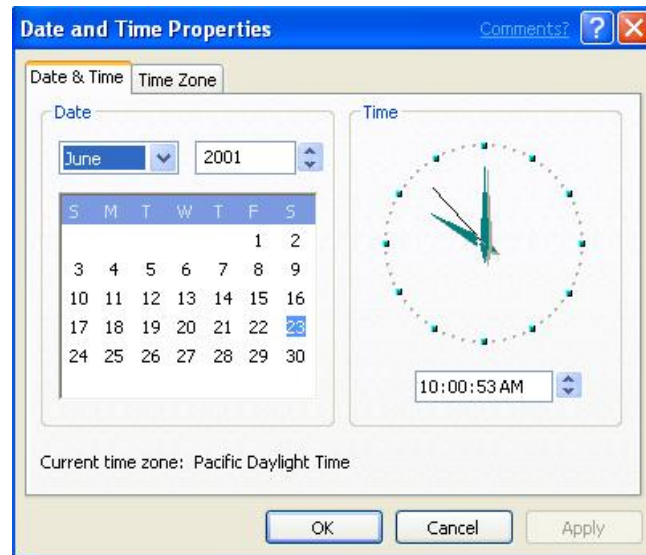 Date and Time Properties Comments?
Date & Time Time Zone
Date
June 2001
S M T W T F S
1 2
3 4 5 6 7 8 9
10 11 12 13 14 15 16
17 18 19 20 21 22 23
24 25 26 27 28 29 30
Time
10:00:53 AM
Current time zone: Pacific Daylight Time
OK Cancel Apply